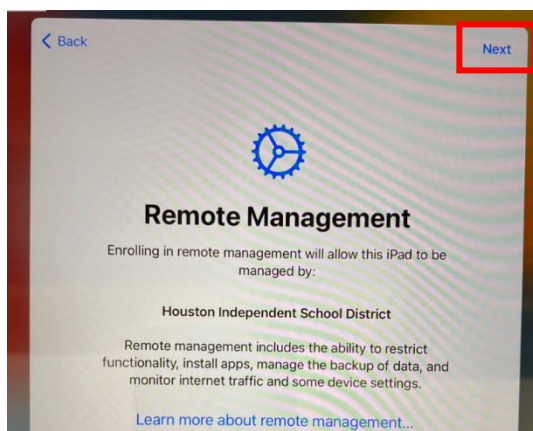 Back
Next
Remote Management
Enrolling in remote management will allow this iPad to be
managed by:
Houston Independent School District
Remote management includes the ability to restrict
functionality, install apps, manage the backup of data, and
monitor internet traffic and some device settings.
Learn more about remote management...